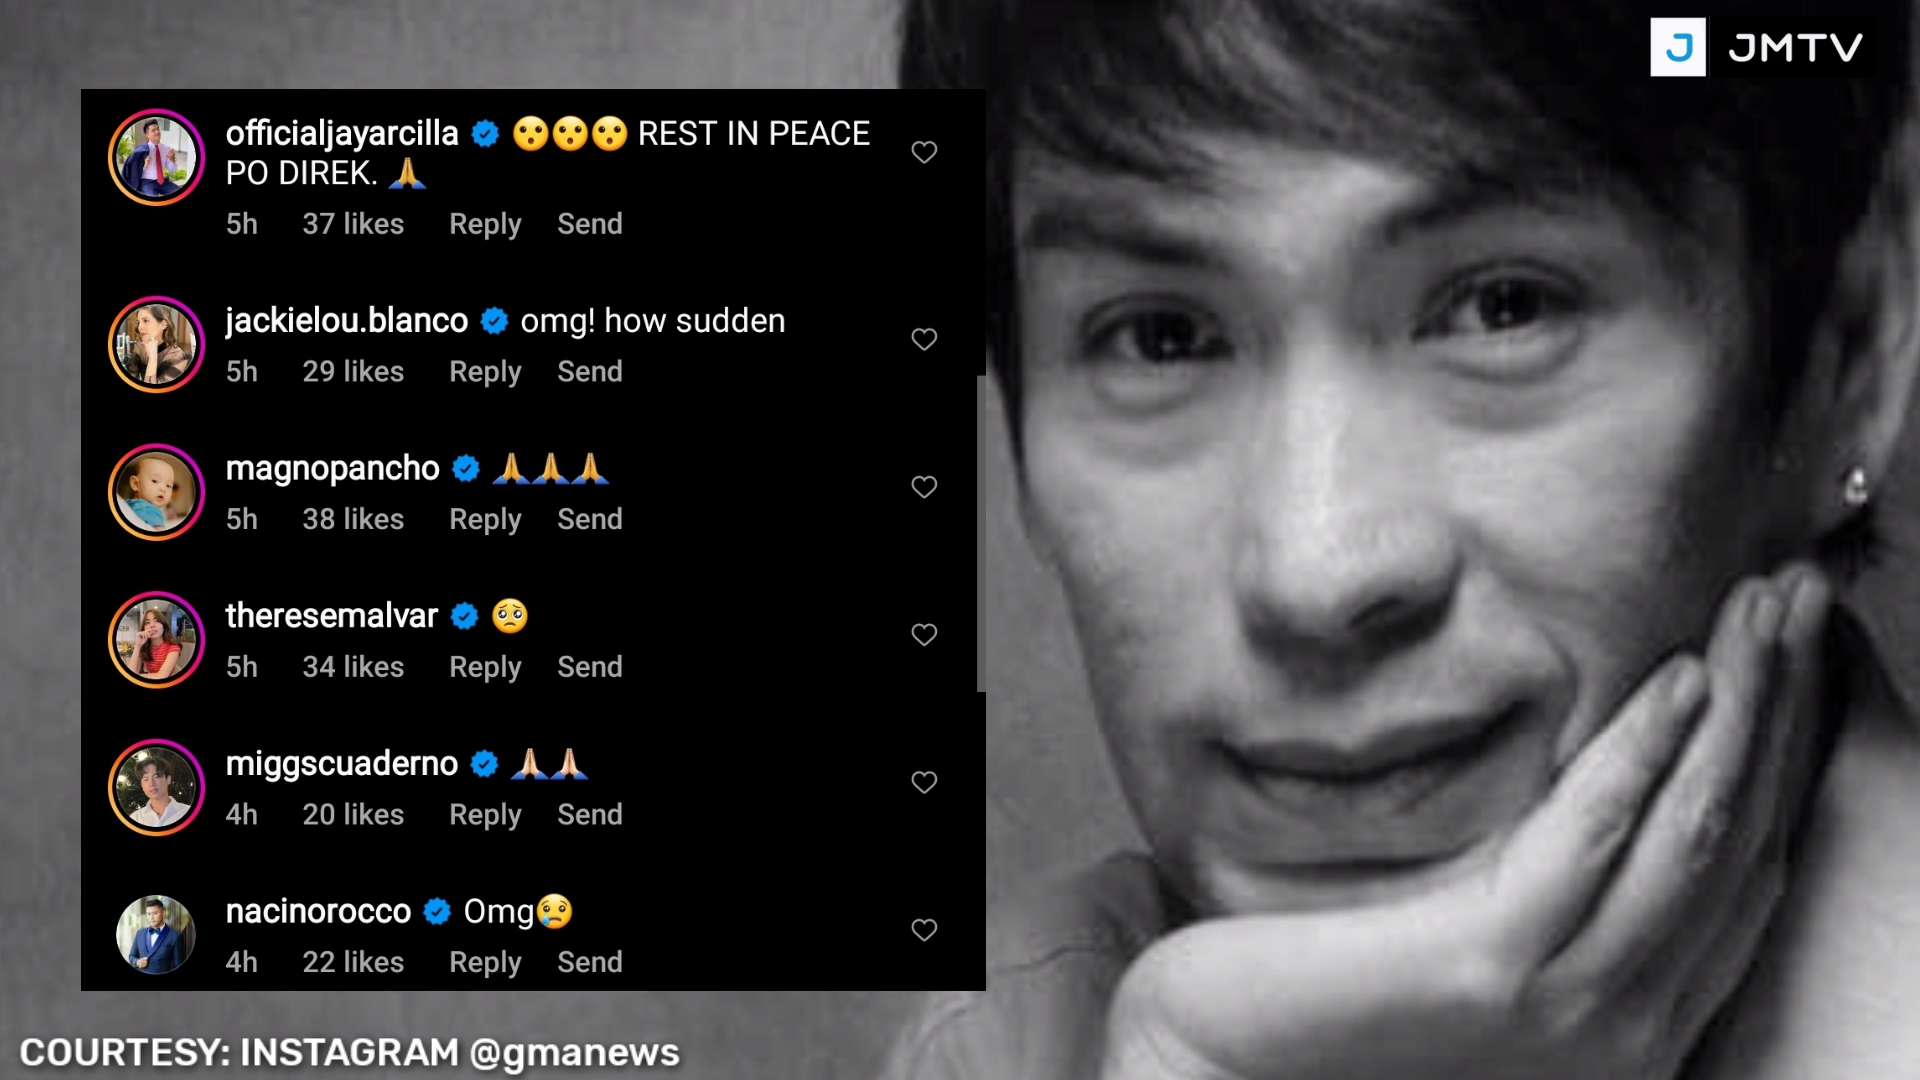 J JMTV
officialjayarcilla 😮😮😮 REST IN PEACE
PO DIREK. 🙏
5h 37 likes Reply Send
jackielou.blanco omg! how sudden
5h 29 likes Reply Send
magnopancho 🙏🙏🙏
5h 38 likes Reply Send
theresemalvar 🥺
5h 34 likes Reply Send
miggscuaderno 🙏🏻🙏🏻
4h 20 likes Reply Send
nacinorocco Omg😢
4h 22 likes Reply Send
COURTESY: INSTAGRAM @gmanews